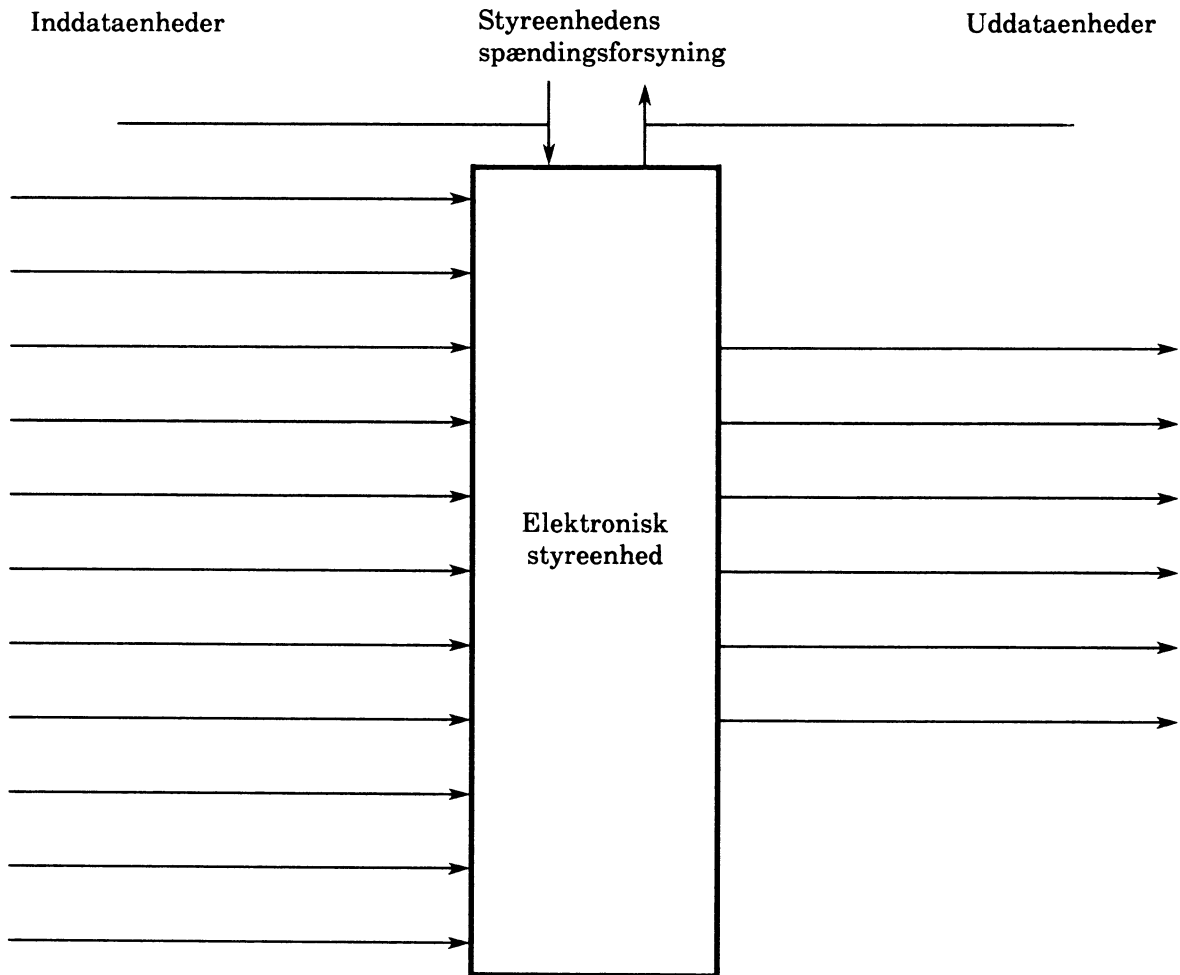 Inddataenheder
Styreenhedens
spændingsforsyning
Uddataenheder
Elektronisk
styreenhed